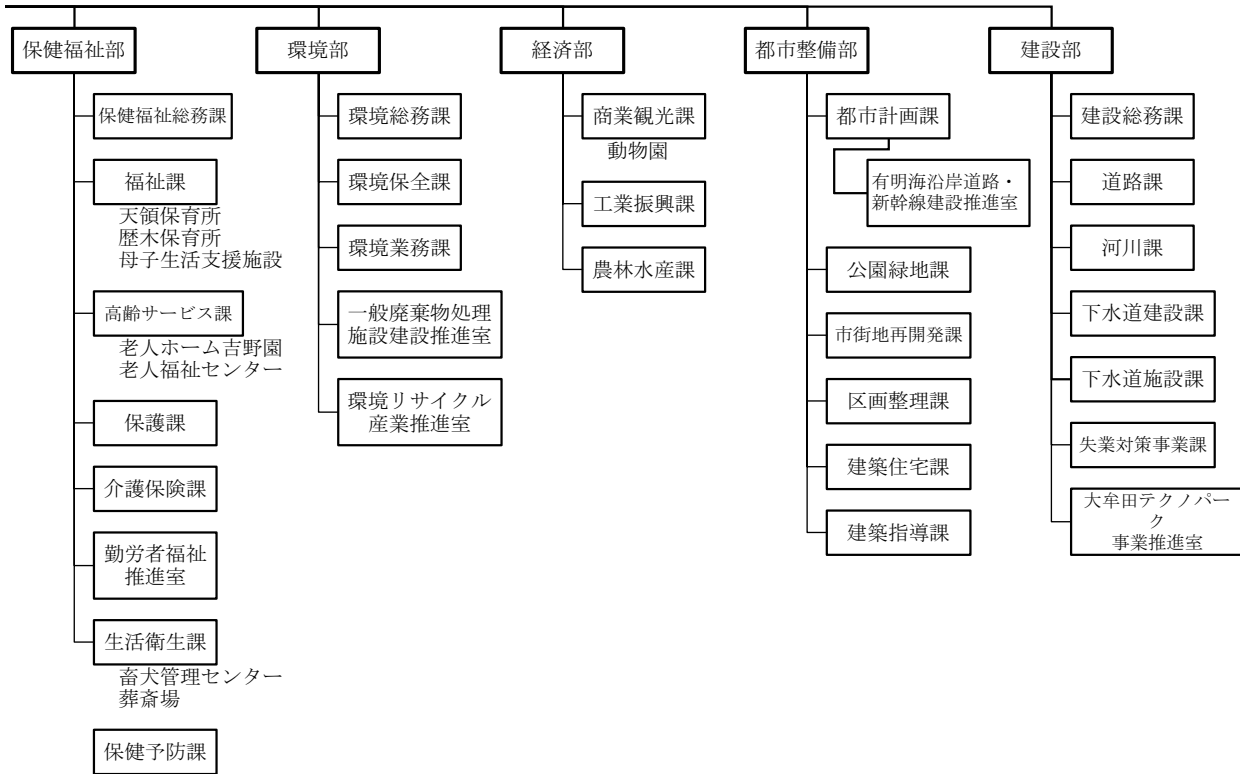 保健福祉部
環境部
経済部
都市整備部
建設部
保健福祉総務課
福祉課
天領保育所
歴木保育所
母子生活支援施設
高齢サービス課
老人ホーム吉野園
老人福祉センター
保護課
介護保険課
勤労者福祉
推進室
生活衛生課
畜犬管理センター
葬斎場
保健予防課
環境総務課
環境保全課
環境業務課
一般廃棄物処理
施設建設推進室
環境リサイクル
産業推進室
商業観光課
動物園
工業振興課
農林水産課
都市計画課
有明海沿岸道路・
新幹線建設推進室
公園緑地課
市街地再開発課
区画整理課
建築住宅課
建築指導課
建設総務課
道路課
河川課
下水道建設課
下水道施設課
失業対策事業課
大牟田テクノパー
ク
事業推進室